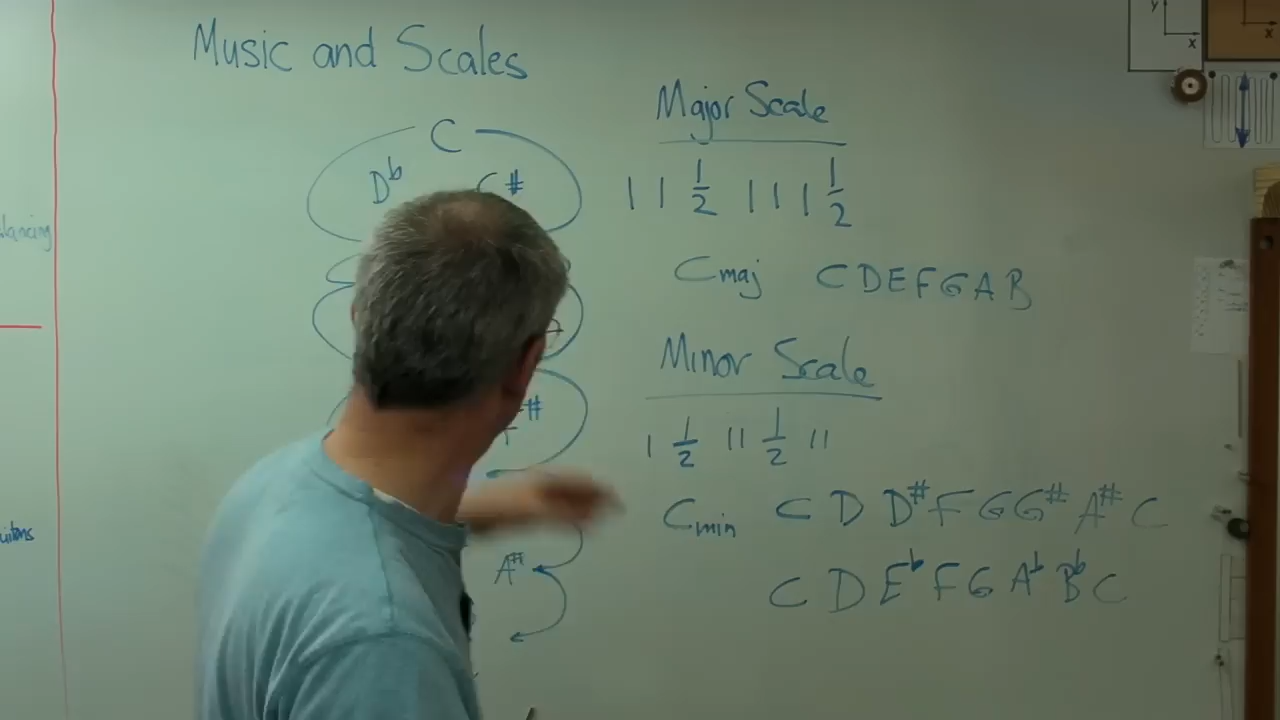 Music and Scales
C
D♭ C#
#
A#
Major Scale
1 1 1/2 1 1 1 1/2
Cmaj C D E F G A B
Minor Scale
1 1/2 1 1 1/2 1 1
Cmin C D D# F G G# A# C
C D E♭ F G A♭ B♭ C
lancing
y
x
x